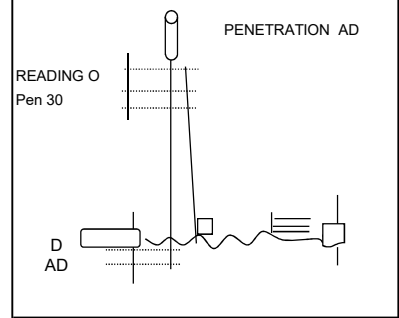 PENETRATION AD
READING O
Pen 30
D
AD